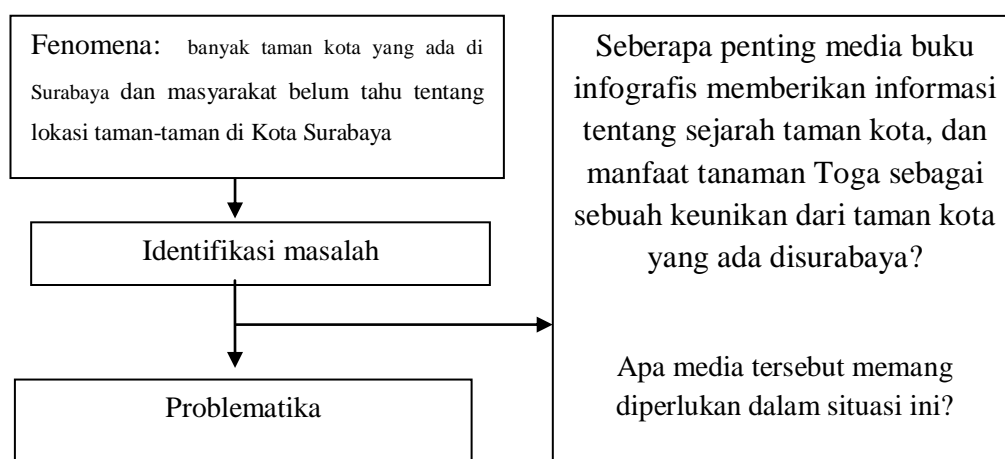 Fenomena: banyak taman kota yang ada di
Surabaya dan masyarakat belum tahu tentang
lokasi taman-taman di Kota Surabaya
Identifikasi masalah
Problematika
Seberapa penting media buku
infografis memberikan informasi
tentang sejarah taman kota, dan
manfaat tanaman Toga sebagai
sebuah keunikan dari taman kota
yang ada disurabaya?
Apa media tersebut memang
diperlukan dalam situasi ini?